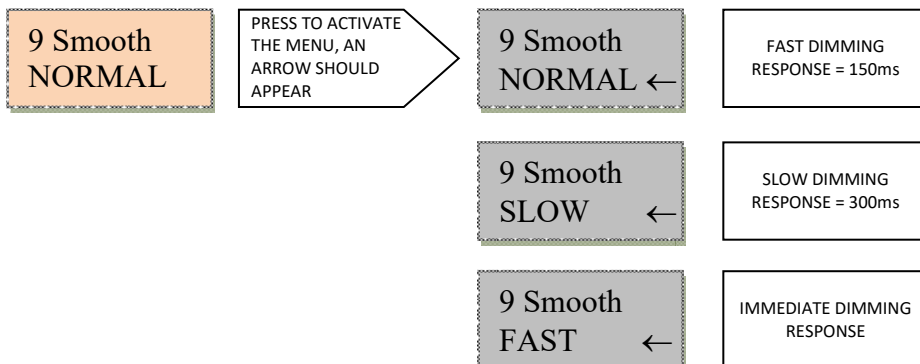 9 Smooth
NORMAL
PRESS TO ACTIVATE
THE MENU, AN
ARROW SHOULD
APPEAR
9 Smooth
NORMAL ←
FAST DIMMING
RESPONSE = 150ms
9 Smooth
SLOW ←
SLOW DIMMING
RESPONSE = 300ms
9 Smooth
FAST ←
IMMEDIATE DIMMING
RESPONSE